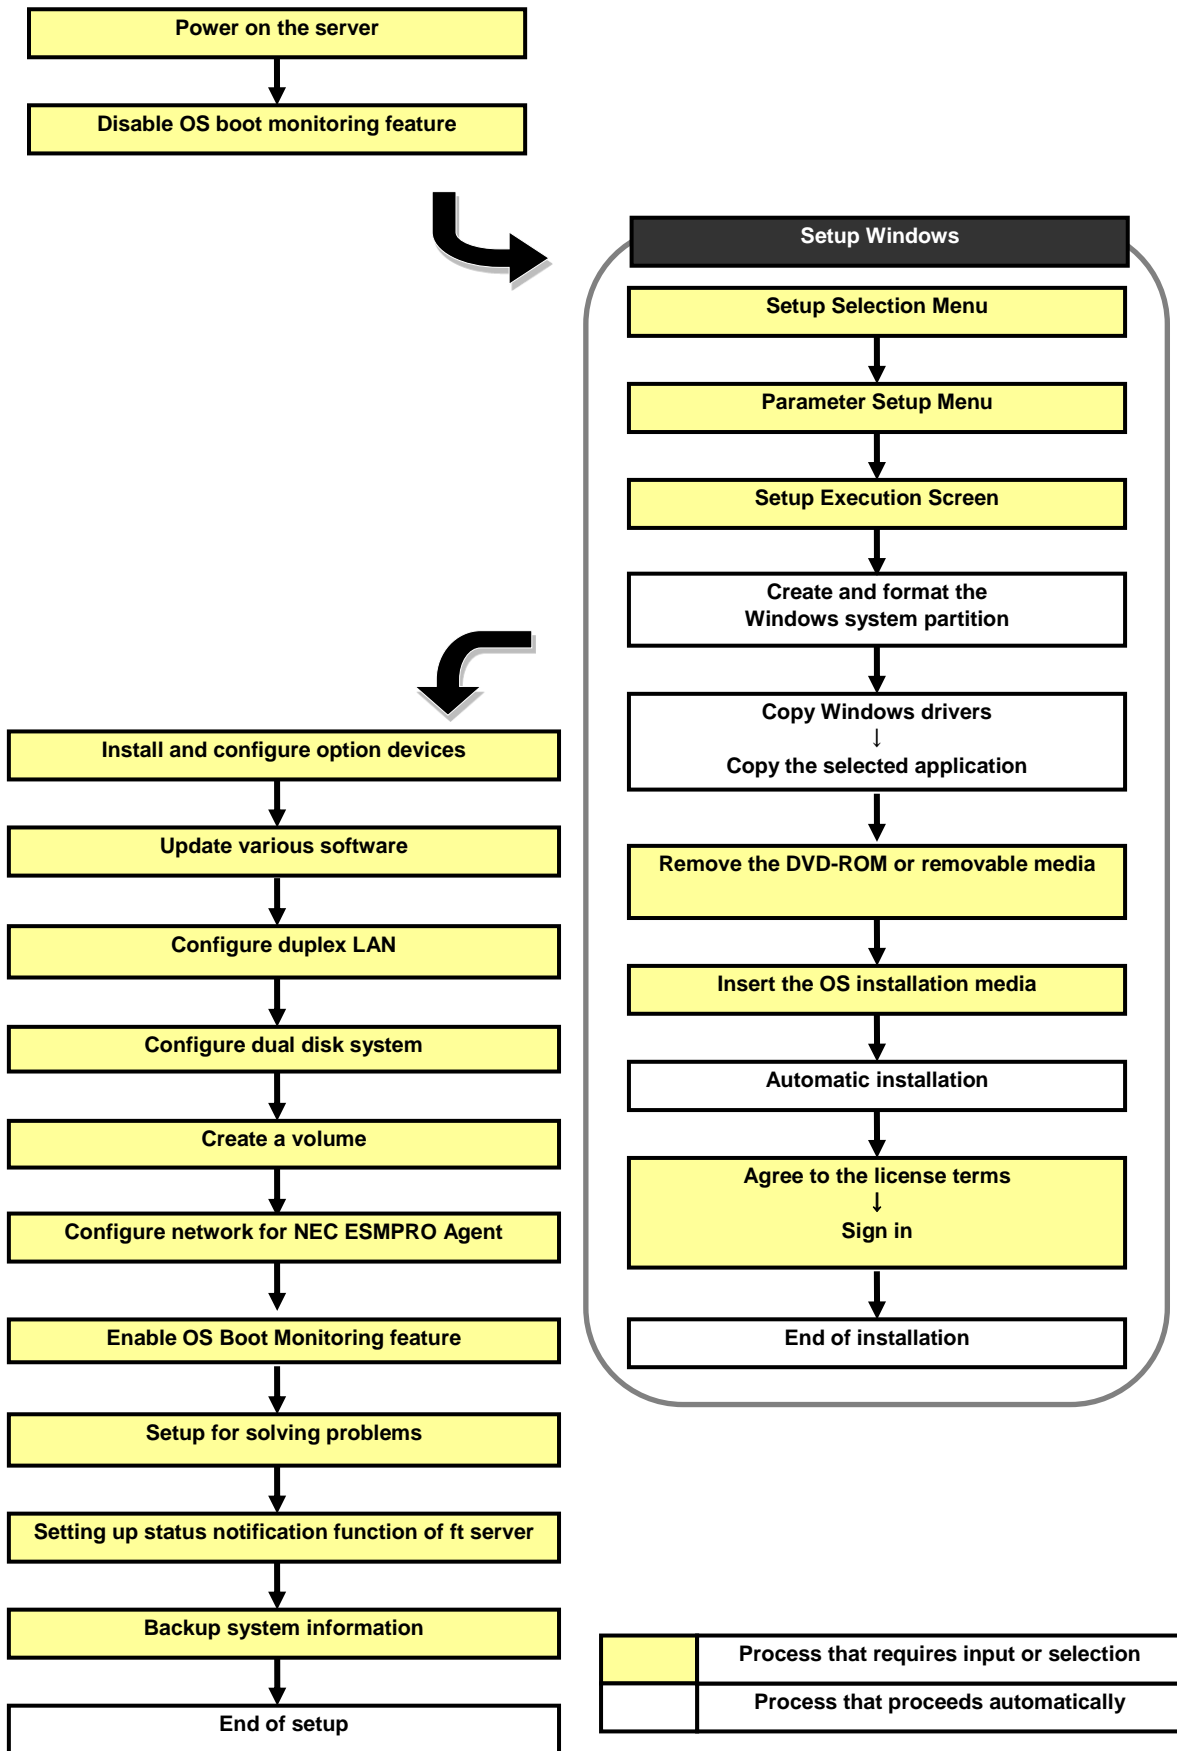 Power on the server
Disable OS boot monitoring feature
Setup Windows
Setup Selection Menu
Parameter Setup Menu
Setup Execution Screen
Create and format the
Windows system partition
Copy Windows drivers
↓
Copy the selected application
Remove the DVD-ROM or removable media
Insert the OS installation media
Automatic installation
Agree to the license terms
↓
Sign in
End of installation
Install and configure option devices
Update various software
Configure duplex LAN
Configure dual disk system
Create a volume
Configure network for NEC ESMPRO Agent
Enable OS Boot Monitoring feature
Setup for solving problems
Setting up status notification function of ft server
Backup system information
End of setup
Process that requires input or selection
Process that proceeds automatically